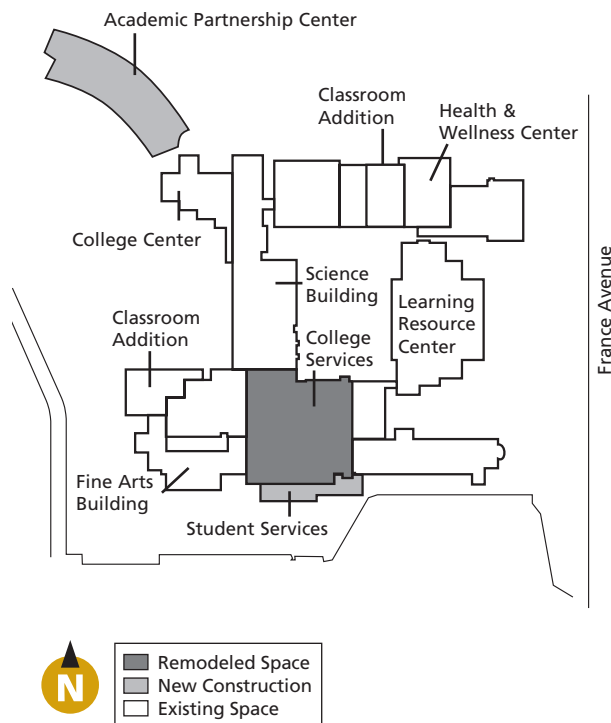 Academic Partnership Center
Classroom
Addition
Health &
Wellness Center
College Center
Science
Building
Learning
Resource
Center
France Avenue
Classroom
Addition
College
Services
Fine Arts
Building
Student Services
N
Remodeled Space
New Construction
Existing Space